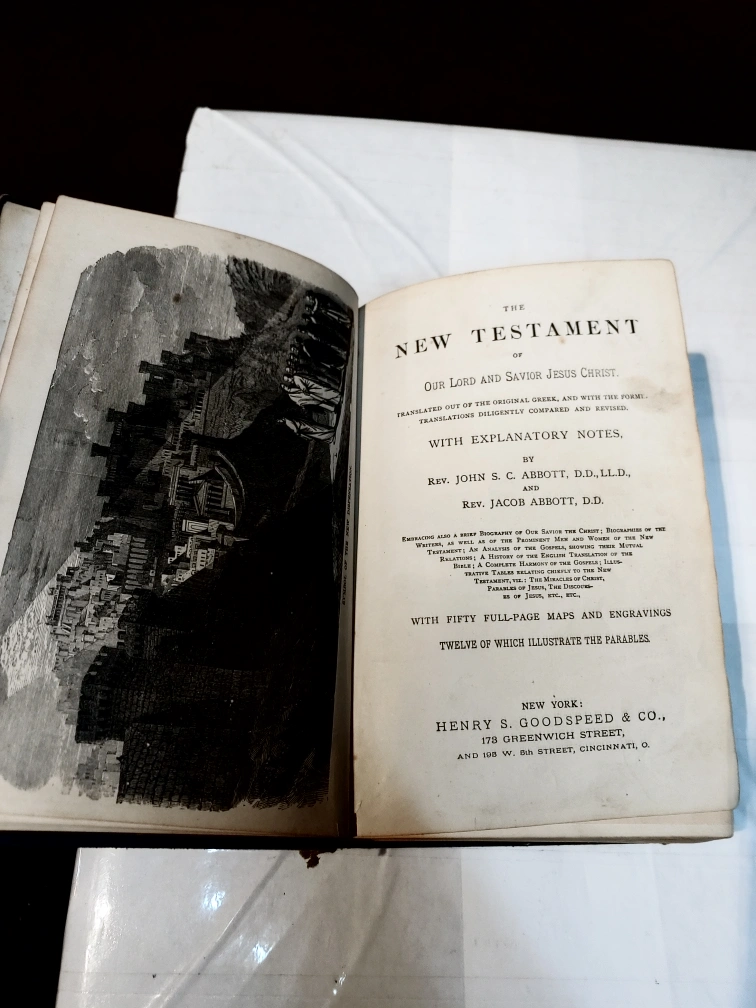 THE
NEW TESTAMENT
OF
OUR LORD AND SAVIOR JESUS CHRIST.
TRANSLATED OUT OF THE ORIGINAL GREEK, AND WITH THE
TRANSLATIONS DILIGENTLY COMPARED AND REVISED.
WITH EXPLANATORY NOTES,
BY
REV. JOHN S. C. ABBOTT, D.D., LL.D.,
AND
REV. JACOB ABBOTT, D.D.
EMBRACING ALSO A BRIEF BIOGRAPHY OF OUR SAVIOR THE CHRIST; BIOGRAPHIES OF THE
WRITERS, AS WELL AS OF THE PROMINENT MEN AND WOMEN OF THE NEW
TESTAMENT; AN ANALYSIS OF THE GOSPELS, SHOWING THEIR MUTUAL
RELATIONS; A HISTORY OF THE ENGLISH TRANSLATION OF THE
BIBLE; A COMPLETE HARMONY OF THE GOSPELS; ILLUS-
TRATIVE TABLES RELATING CHIEFLY TO THE NEW
TESTAMENT, VIZ.: THE MIRACLES OF CHRIST,
PARABLES OF JESUS, THE DISCOURS-
ES OF JESUS, ETC., ETC.,
WITH FIFTY FULL-PAGE MAPS AND ENGRAVINGS
TWELVE OF WHICH ILLUSTRATE THE PARABLES.
NEW YORK:
HENRY S. GOODSPEED & CO.,
173 GREENWICH STREET,
AND 193 W. 5th STREET, CINCINNATI, O.